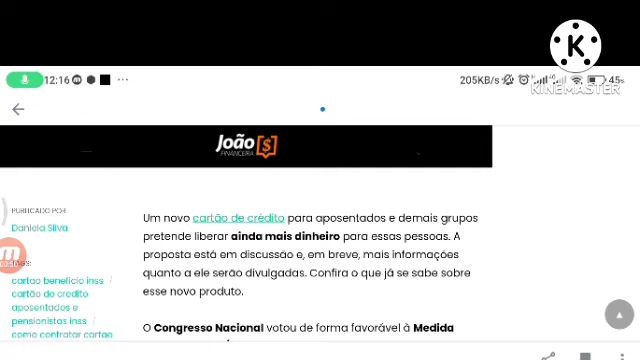 12:16
205KB/s
45%
KINEMASTER
João
FINANCEIRA
PUBLICADO POR
Daniela Silva
cartao beneficio inss /
cartão de credito
aposentados e
pensionistas inss /
como contratar cartao
Um novo cartão de crédito para aposentados e demais grupos
pretende liberar ainda mais dinheiro para essas pessoas. A
proposta está em discussão e, em breve, mais informações
quanto a ele serão divulgadas. Confira o que já se sabe sobre
esse novo produto.
O Congresso Nacional votou de forma favorável à Medida